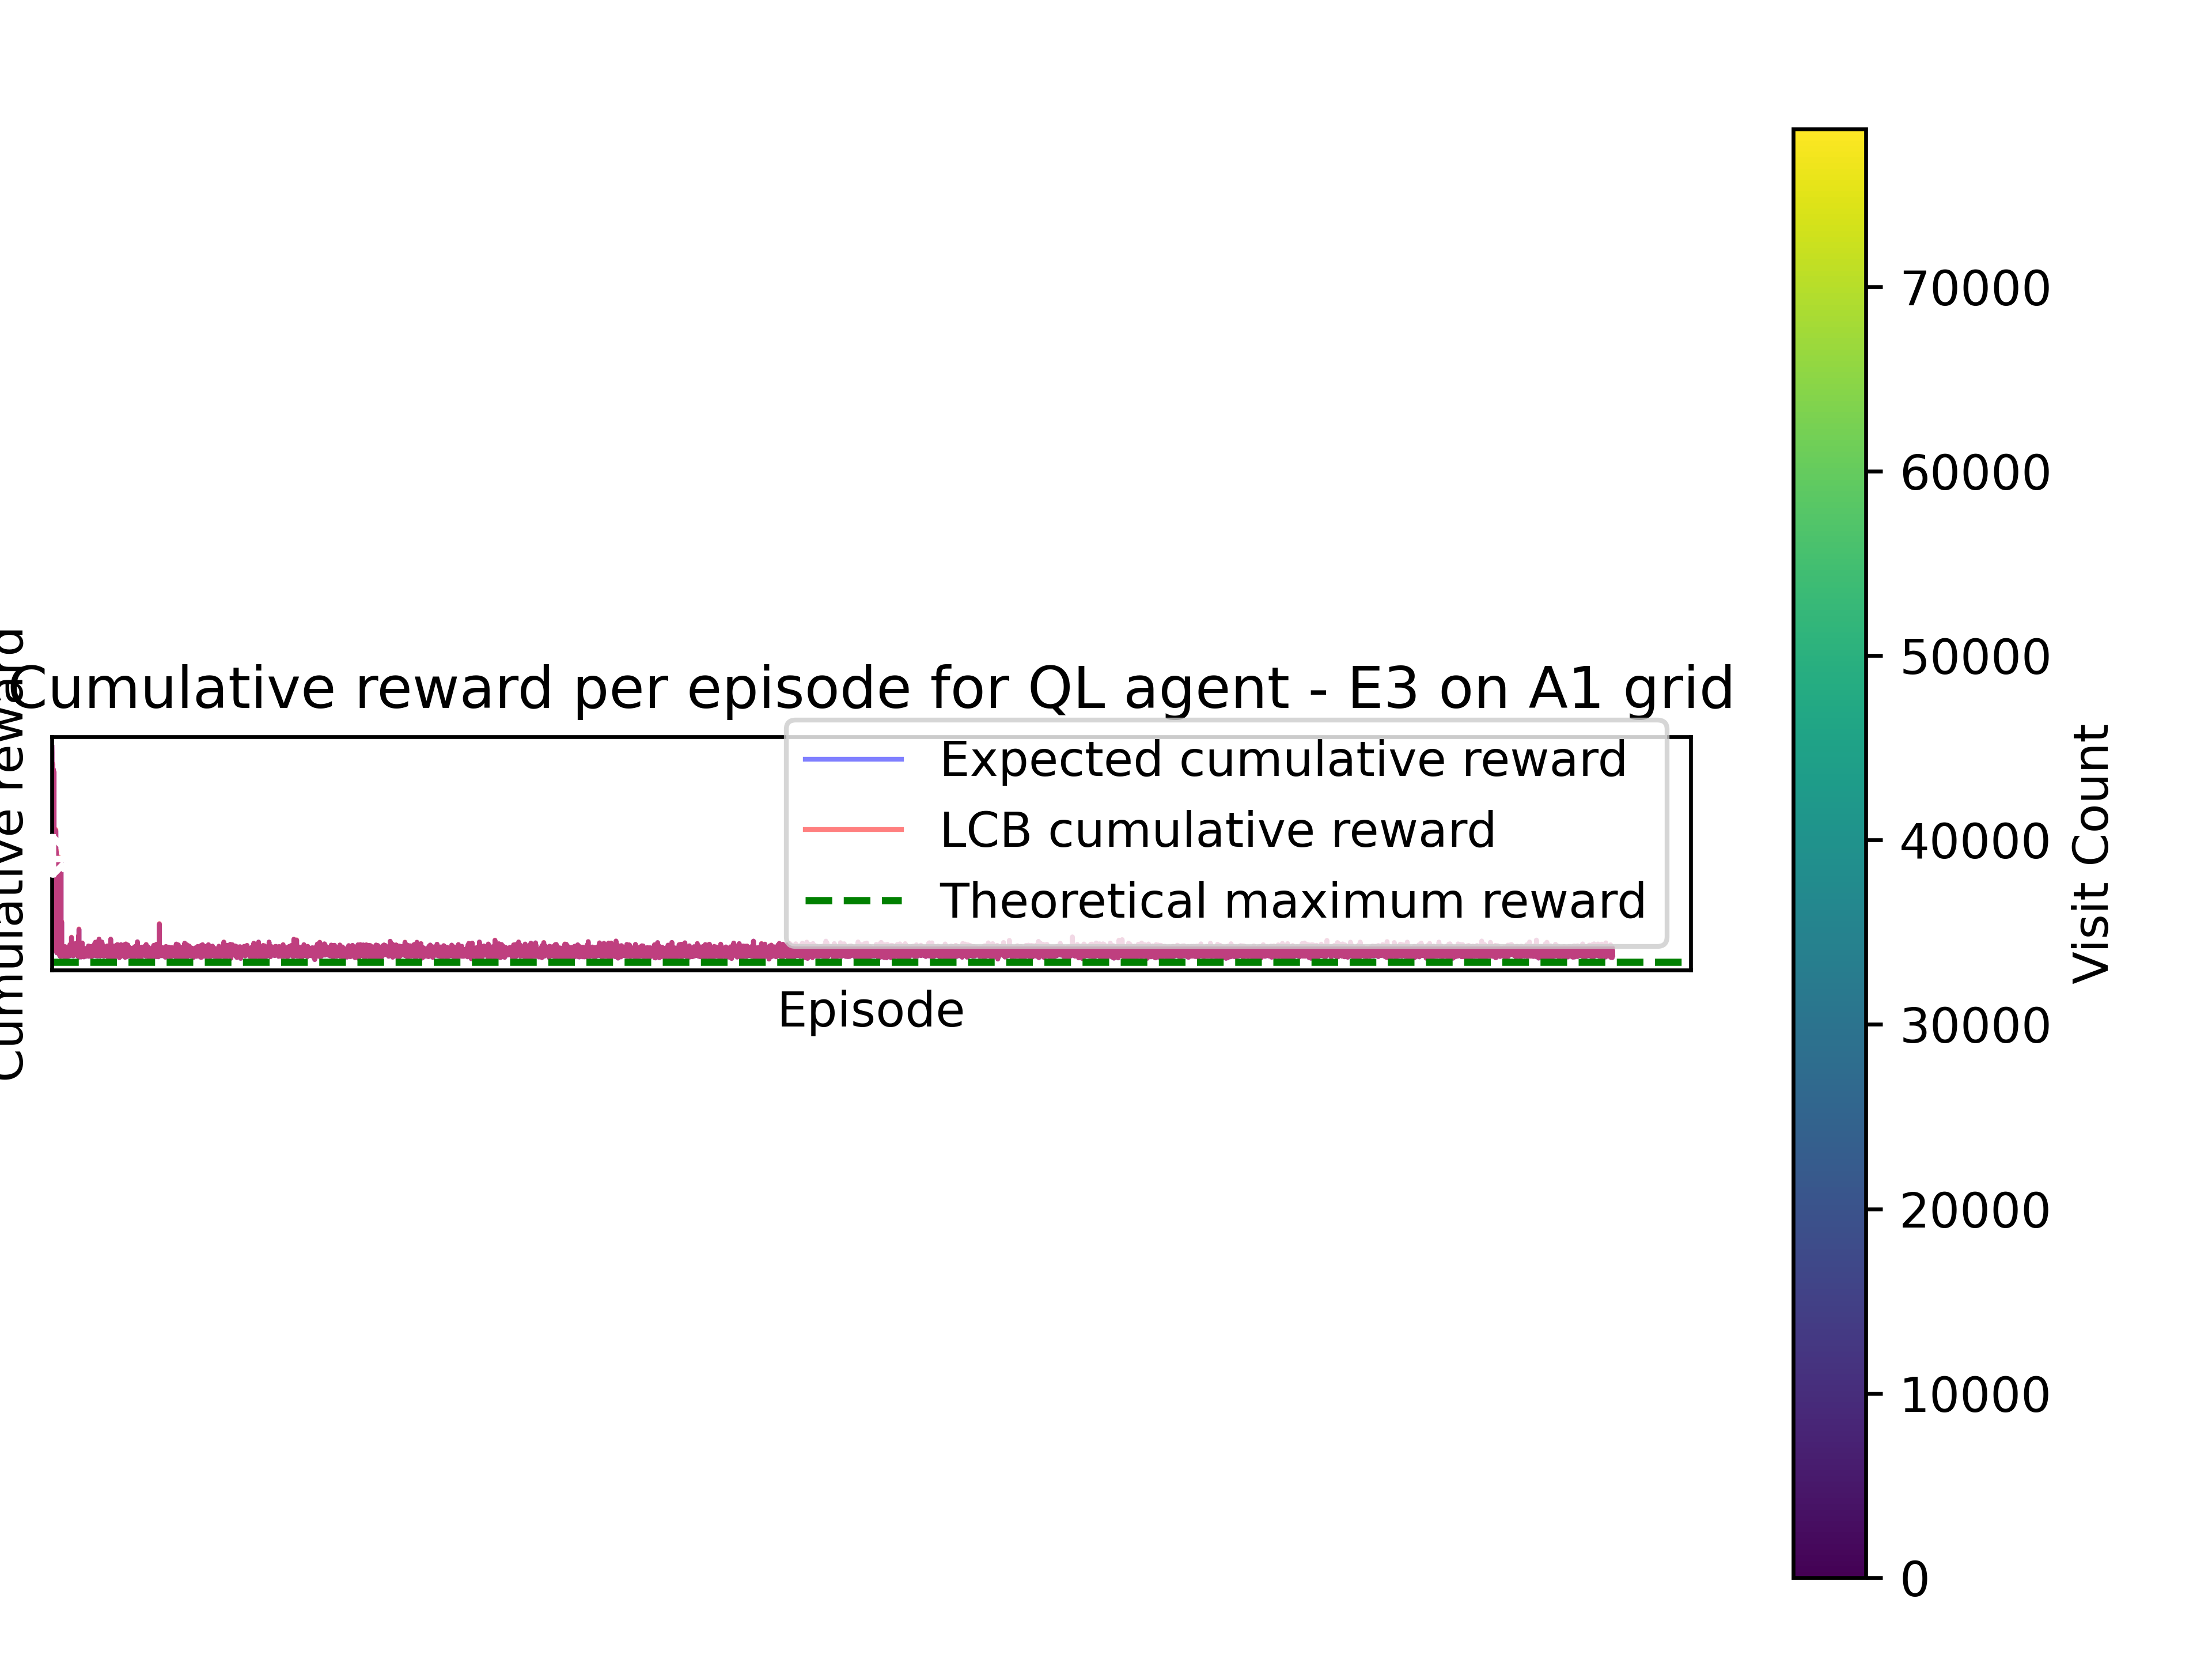 Cumulative reward per episode for QL agent - E3 on A1 grid
Cumulative reward
Expected cumulative reward
LCB cumulative reward
Theoretical maximum reward
Episode
70000
60000
50000
40000
30000
20000
10000
0
Visit Count